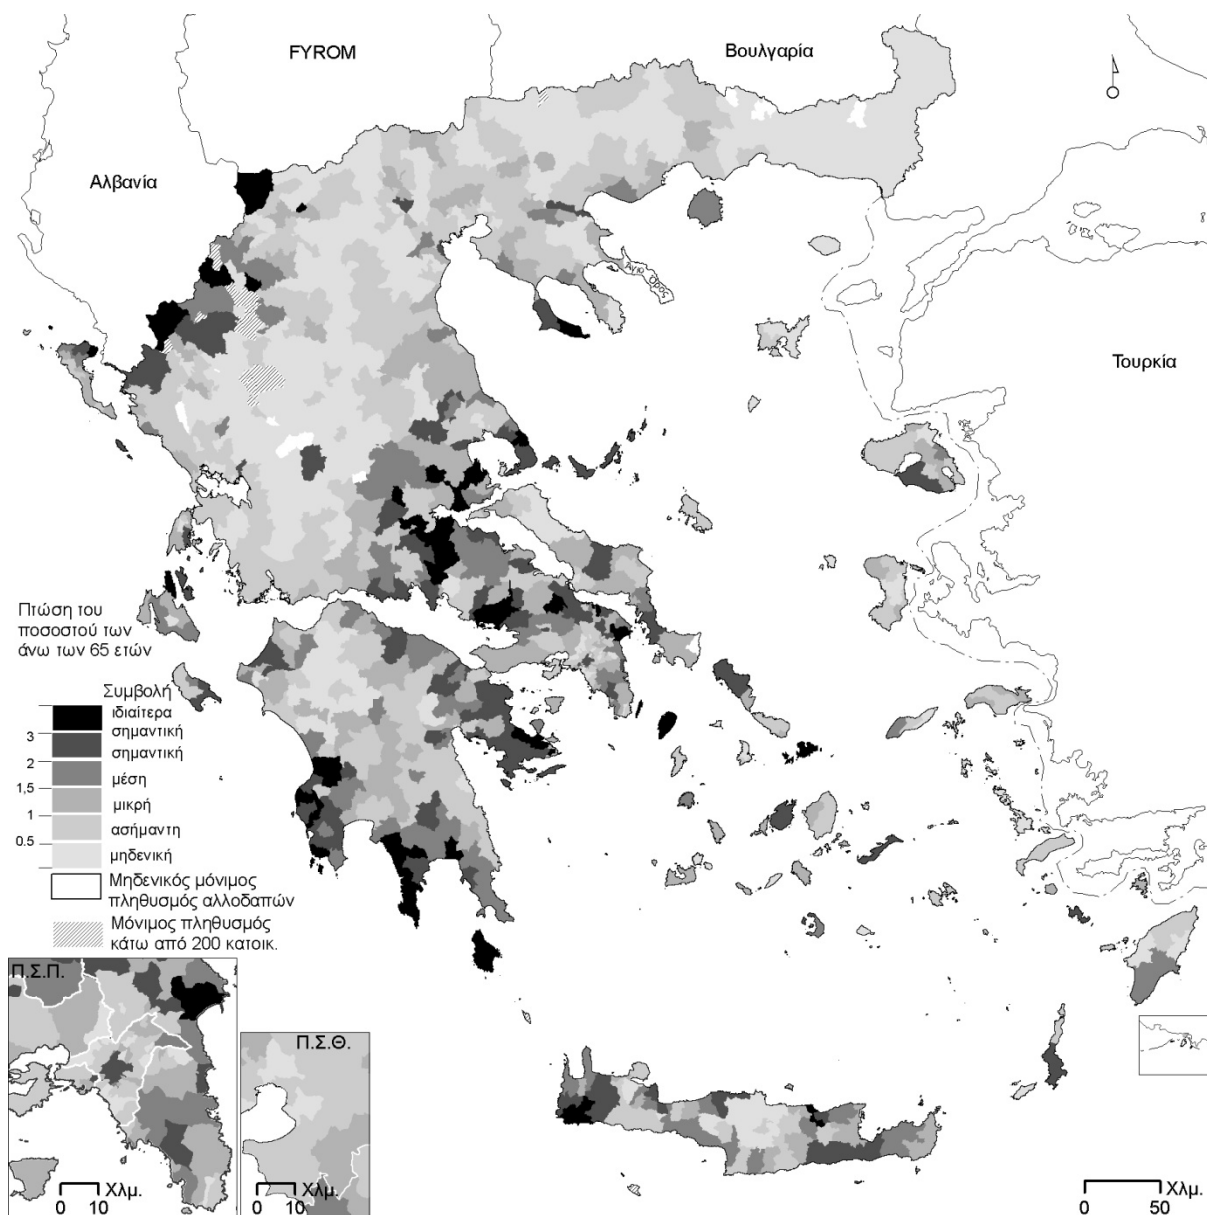 FYROM
Βουλγαρία
Αλβανία
Άγιο Όρος
Τουρκία
Πτώση του
ποσοστού των
άνω των 65 ετών
Συμβολή
ιδιαίτερα
σημαντική
3
σημαντική
2
μέση
1,5
μικρή
1
ασήμαντη
0.5
μηδενική
Μηδενικός μόνιμος
πληθυσμός αλλοδαπών
Μόνιμος πληθυσμός
κάτω από 200 κατοικ.
Π.Σ.Π.
Π.Σ.Θ.
Χλμ.
0 10
Χλμ.
0 10
Χλμ.
0 50